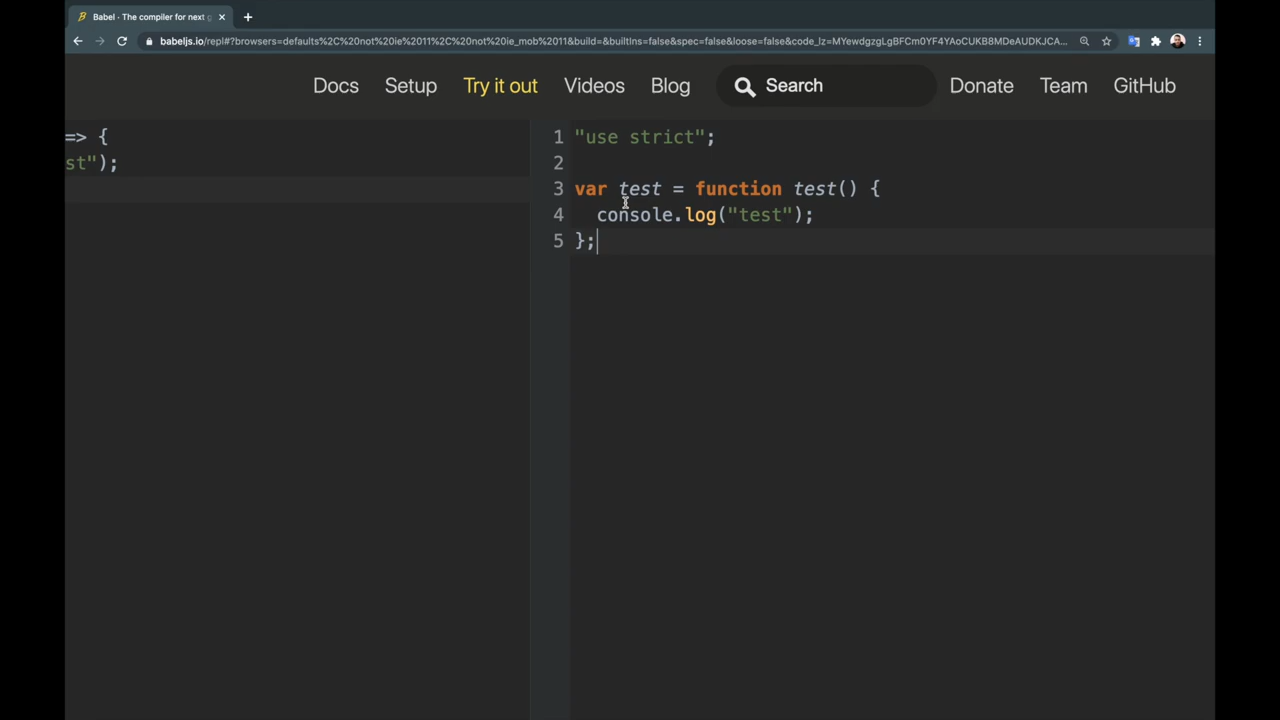 Babel · The compiler for next g
babeljs.io/repl#?browsers=defaults%2C%20not%20ie%2011%2C%20not%20ie_mob%2011&build=&builtIns=false&spec=false&loose=false&code_lz=MYewdgzgLgBFCm0YF4YAoCUKB8MDeAUDKJCA...
Docs Setup Try it out Videos Blog Search Donate Team GitHub
=> {
st");
1 "use strict";
2
3 var test = function test() {
4 console.log("test");
5 };